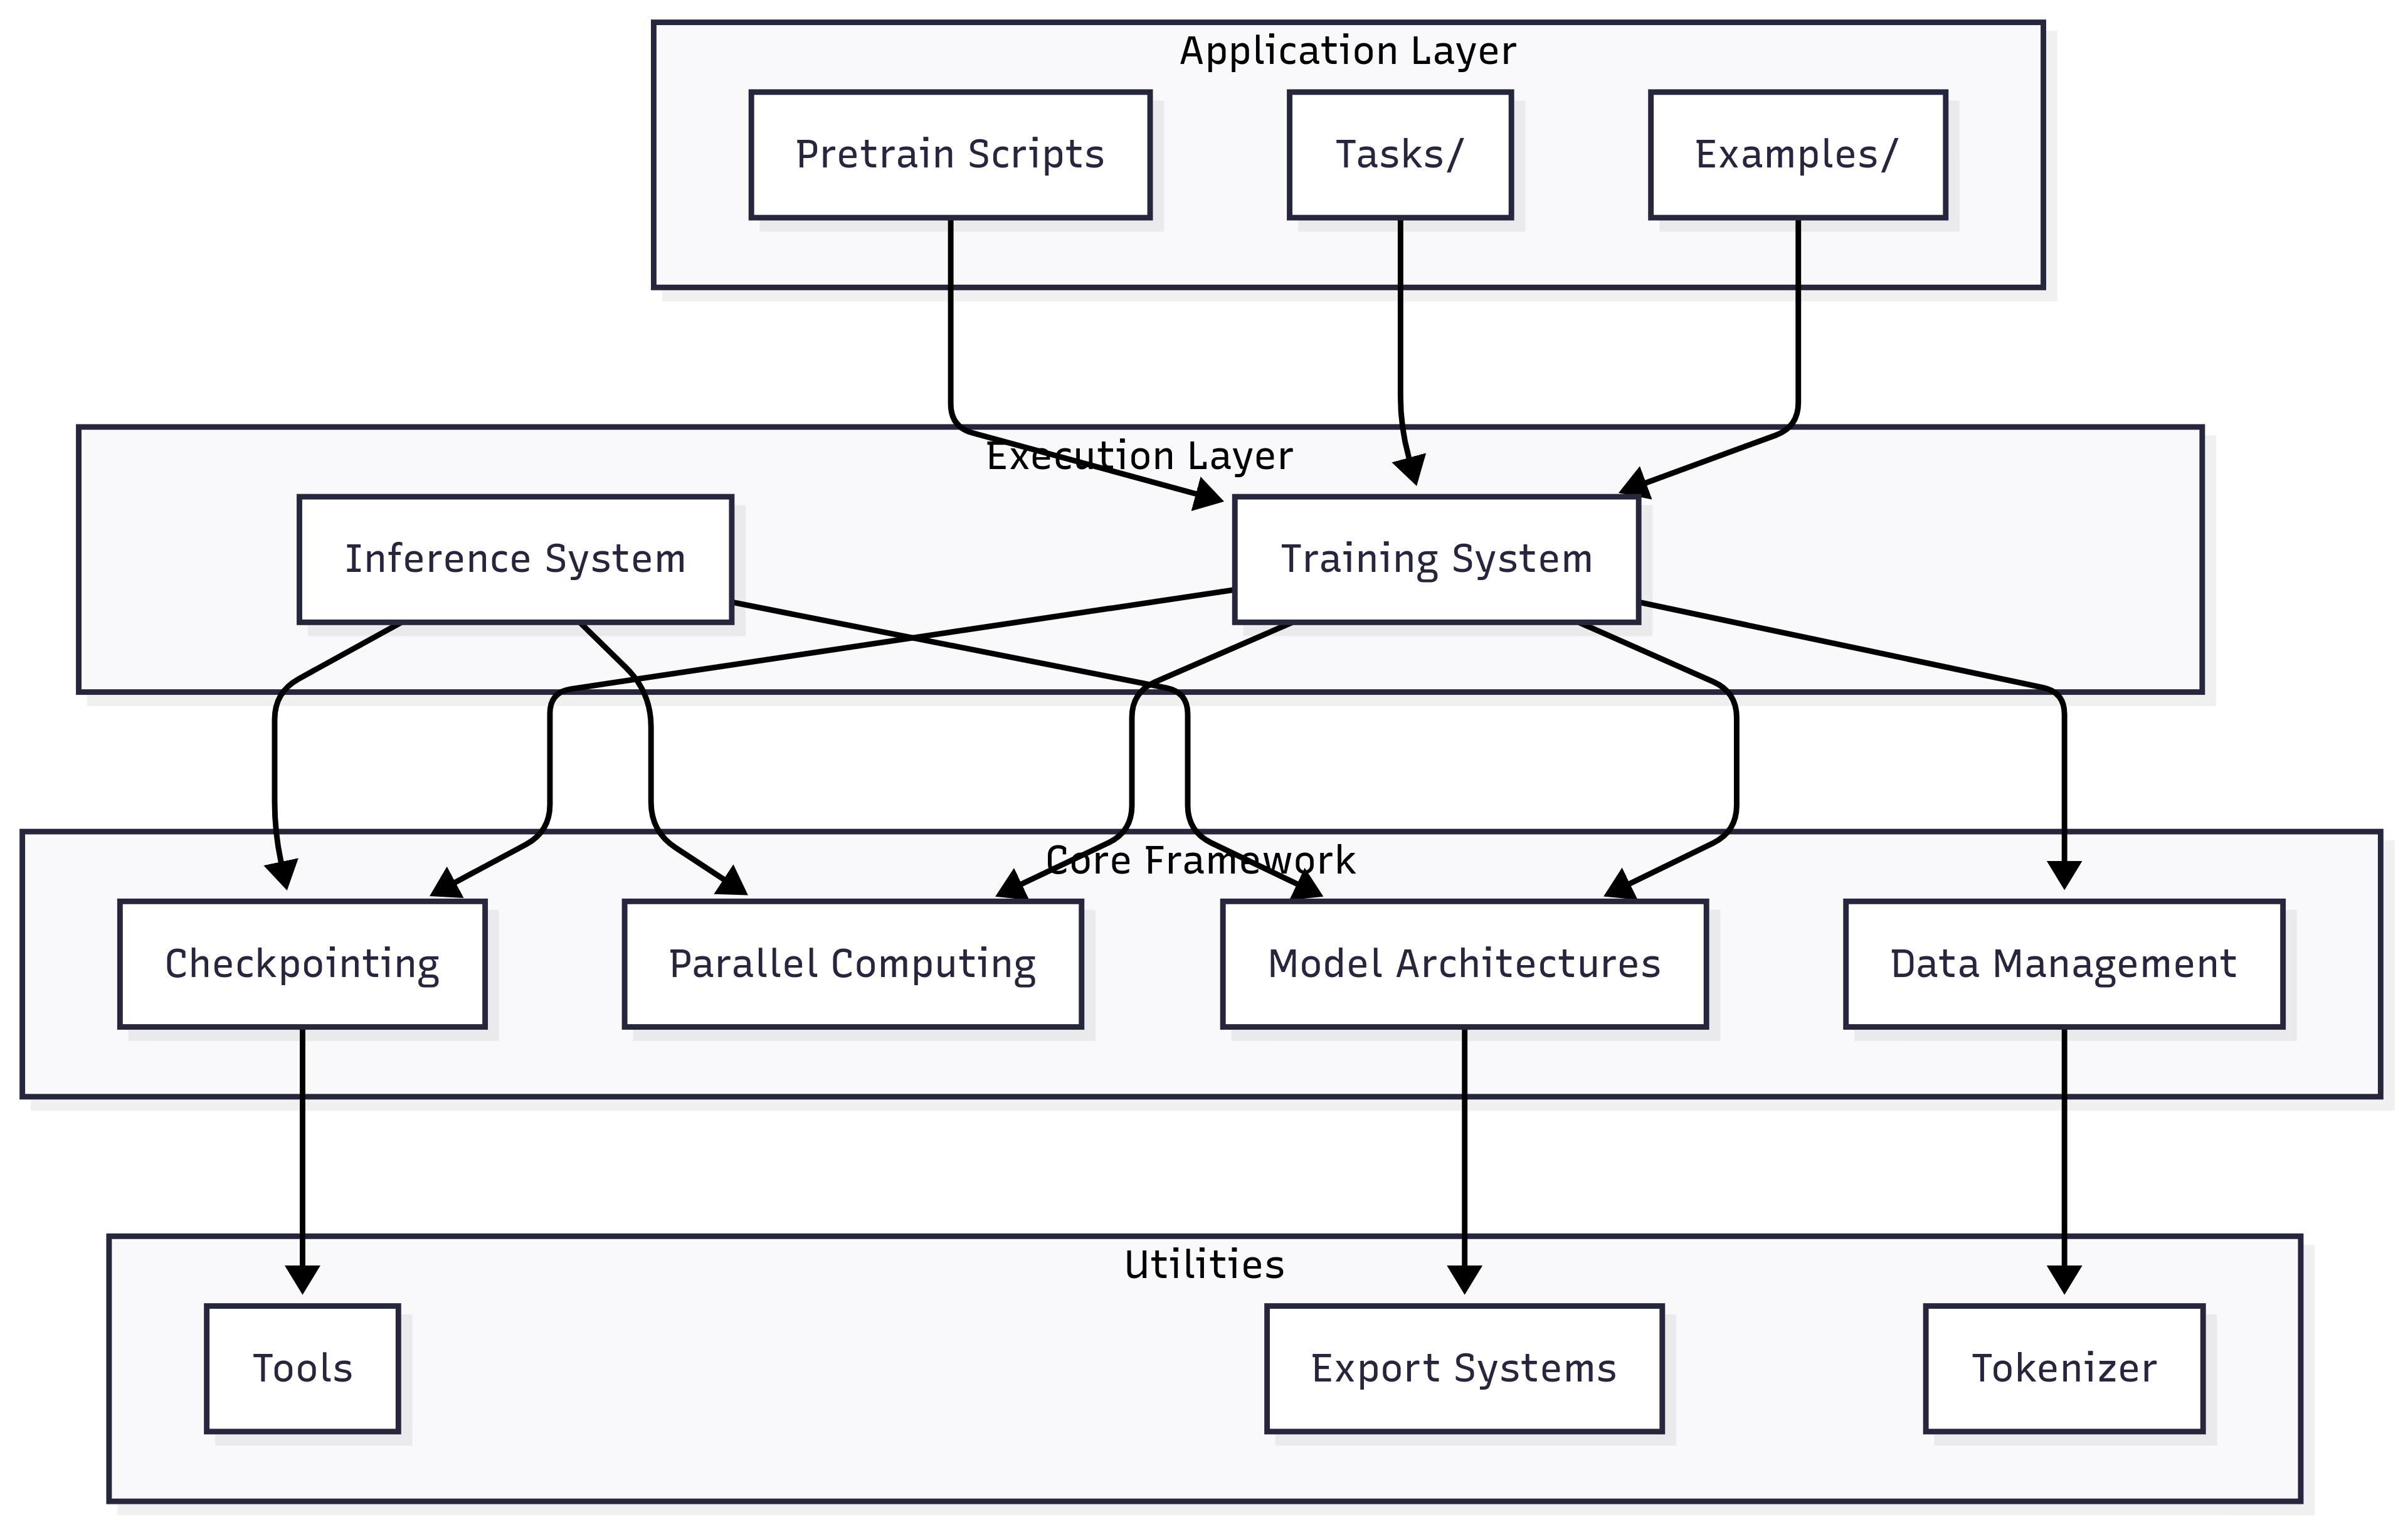 Application Layer
Pretrain Scripts
Tasks/
Examples/
Execution Layer
Inference System
Training System
Core Framework
Checkpointing
Parallel Computing
Model Architectures
Data Management
Utilities
Tools
Export Systems
Tokenizer